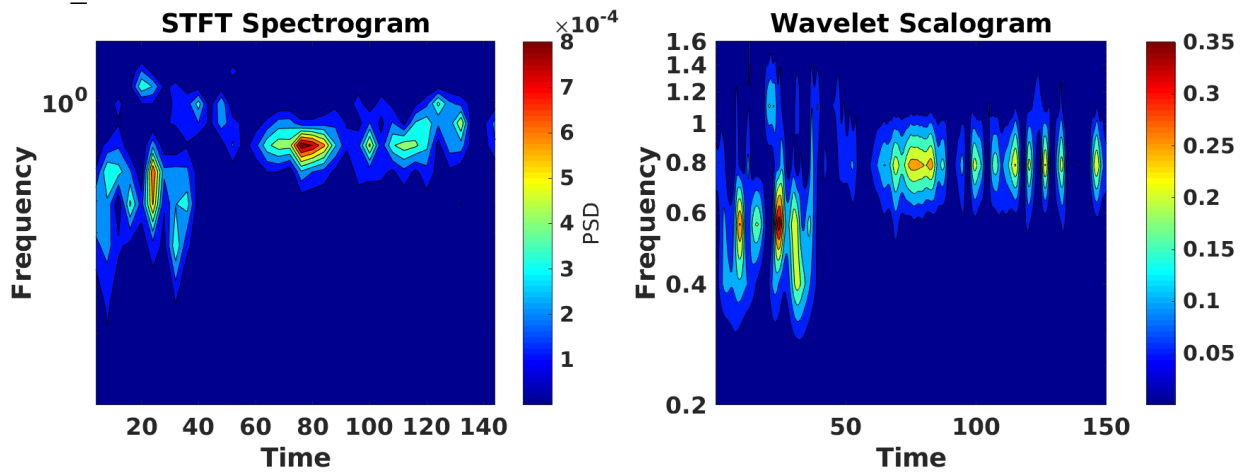 STFT Spectrogram
×10⁻⁴
10⁰
Frequency
20 40 60 80 100 120 140
Time
8
7
6
5
4
3
2
1
PSD
Wavelet Scalogram
1.6
1.4
1.2
1
0.8
0.6
0.4
0.2
Frequency
50 100 150
Time
0.35
0.3
0.25
0.2
0.15
0.1
0.05